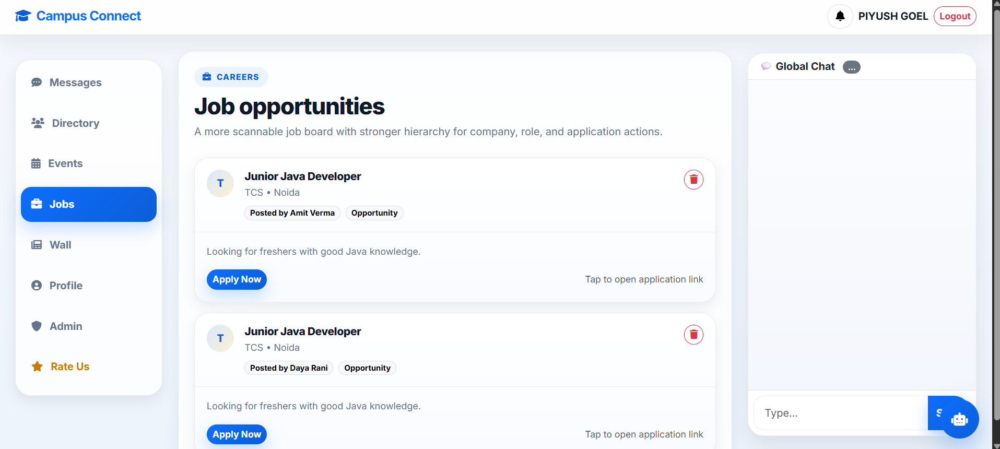 Campus Connect
PIYUSH GOEL
Logout
Messages
Directory
Events
Jobs
Wall
Profile
Admin
Rate Us
CAREERS
Job opportunities
A more scannable job board with stronger hierarchy for company, role, and application actions.
T
Junior Java Developer
TCS • Noida
Posted by Amit Verma
Opportunity
Looking for freshers with good Java knowledge.
Apply Now
Tap to open application link
T
Junior Java Developer
TCS • Noida
Posted by Daya Rani
Opportunity
Looking for freshers with good Java knowledge.
Apply Now
Tap to open application link
Global Chat
...
Type...